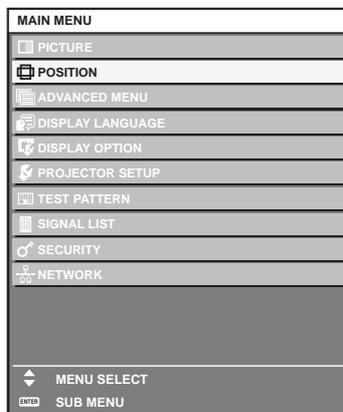 MAIN MENU
PICTURE
POSITION
ADVANCED MENU
DISPLAY LANGUAGE
DISPLAY OPTION
PROJECTOR SETUP
TEST PATTERN
SIGNAL LIST
SECURITY
NETWORK
MENU SELECT
ENTER SUB MENU